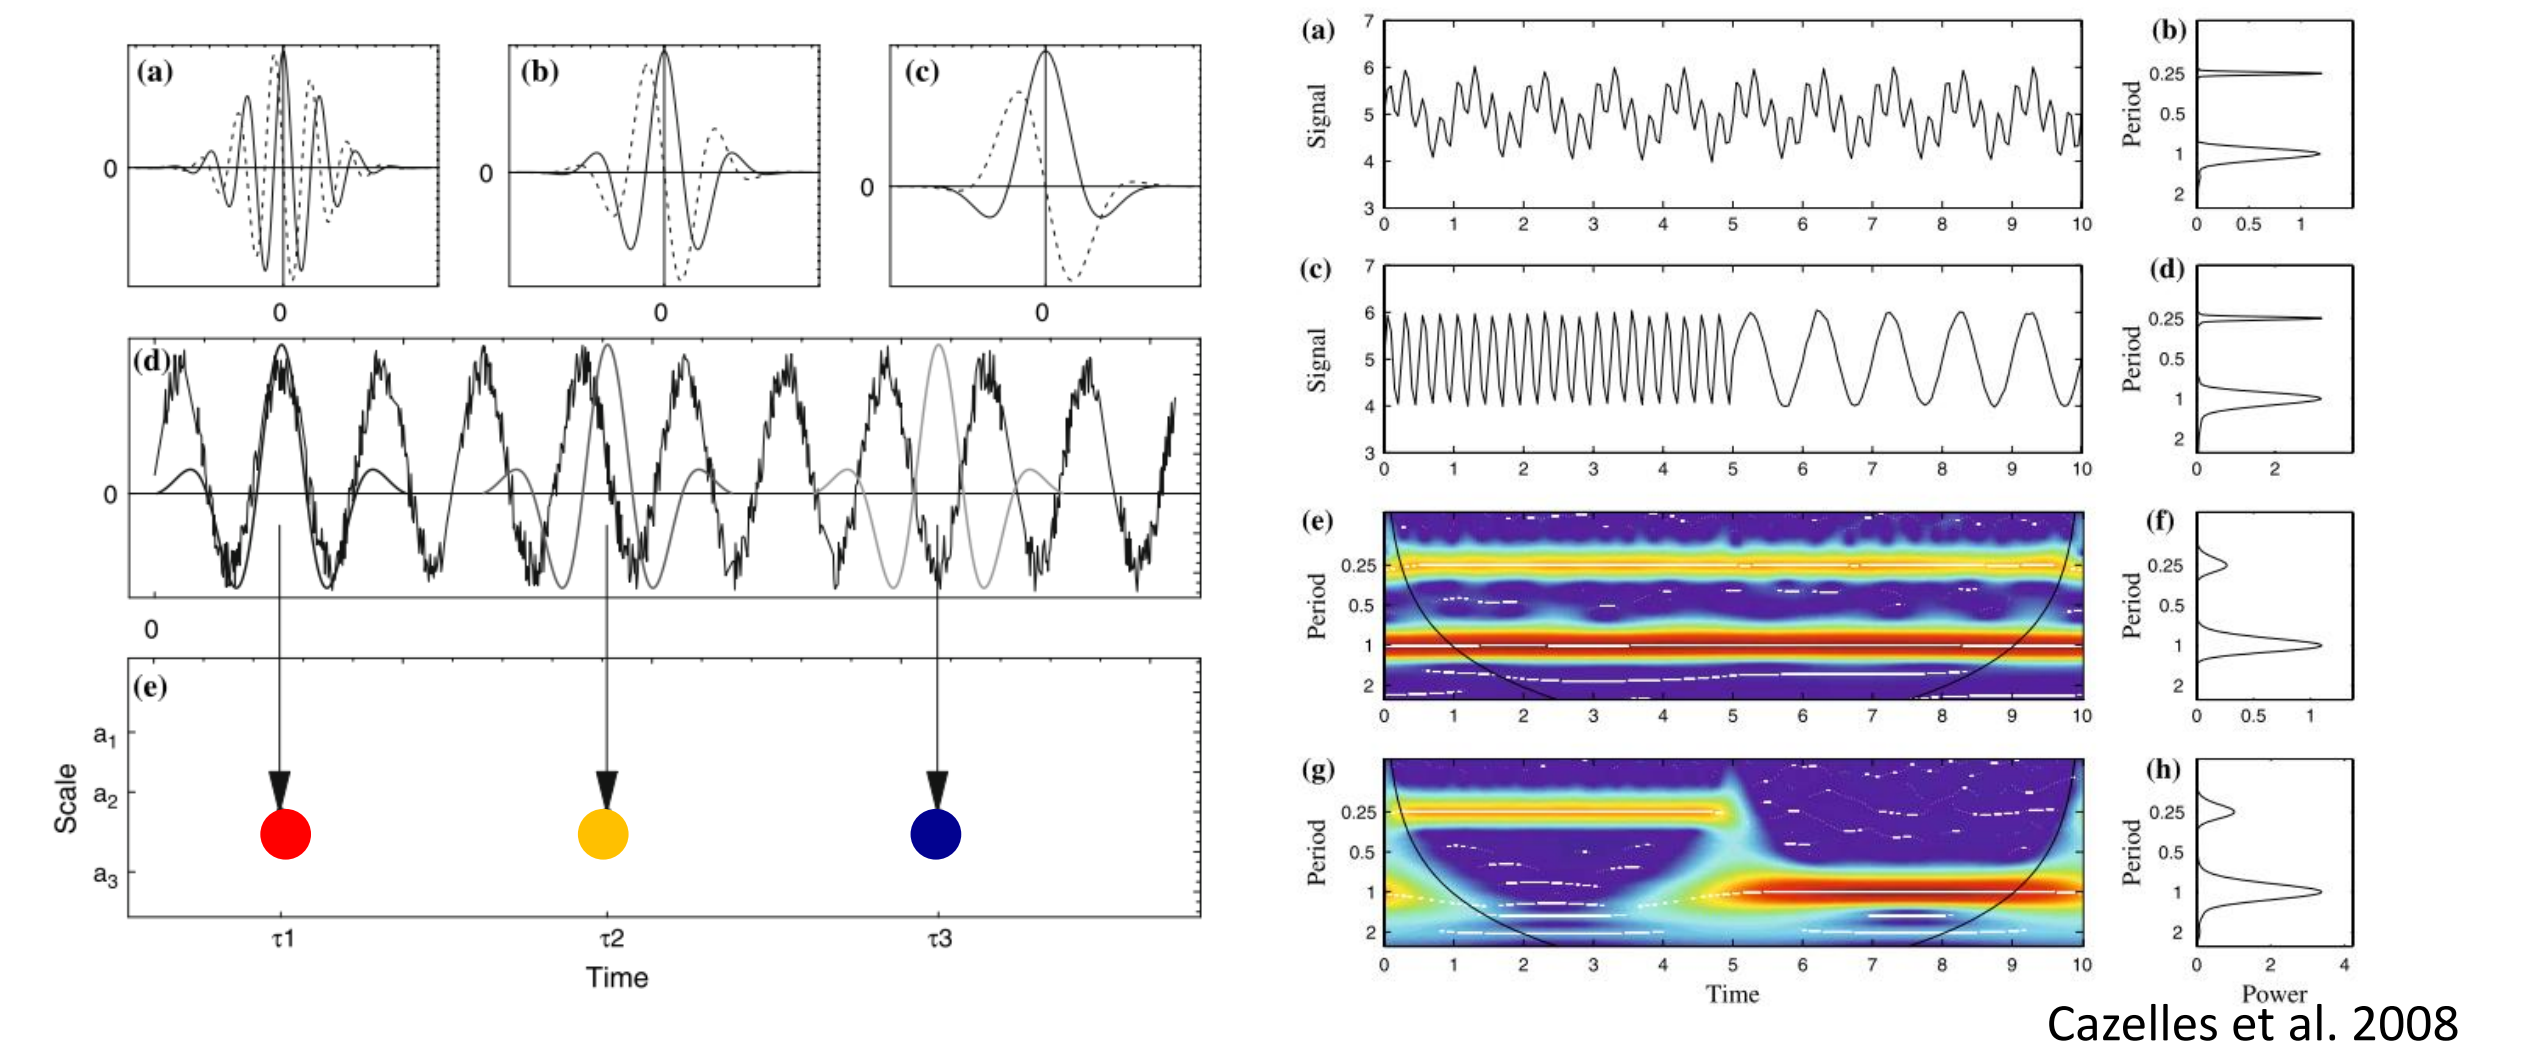 (a)
0
0
(b)
0
0
(c)
0
0
(d)
0
0
(e)
Scale
a1
a2
a3
τ1 τ2 τ3
Time
(a)
Signal
7
6
5
4
3
0 1 2 3 4 5 6 7 8 9 10
(b)
Period
0.25
0.5
1
2
0 0.5 1
(c)
Signal
7
6
5
4
3
0 1 2 3 4 5 6 7 8 9 10
(d)
Period
0.25
0.5
1
2
0 2
(e)
Period
0.25
0.5
1
2
0 1 2 3 4 5 6 7 8 9 10
(f)
Period
0.25
0.5
1
2
0 0.5 1
(g)
Period
0.25
0.5
1
2
0 1 2 3 4 5 6 7 8 9 10
Time
(h)
Period
0.25
0.5
1
2
0 2 4
Power
Cazelles et al. 2008